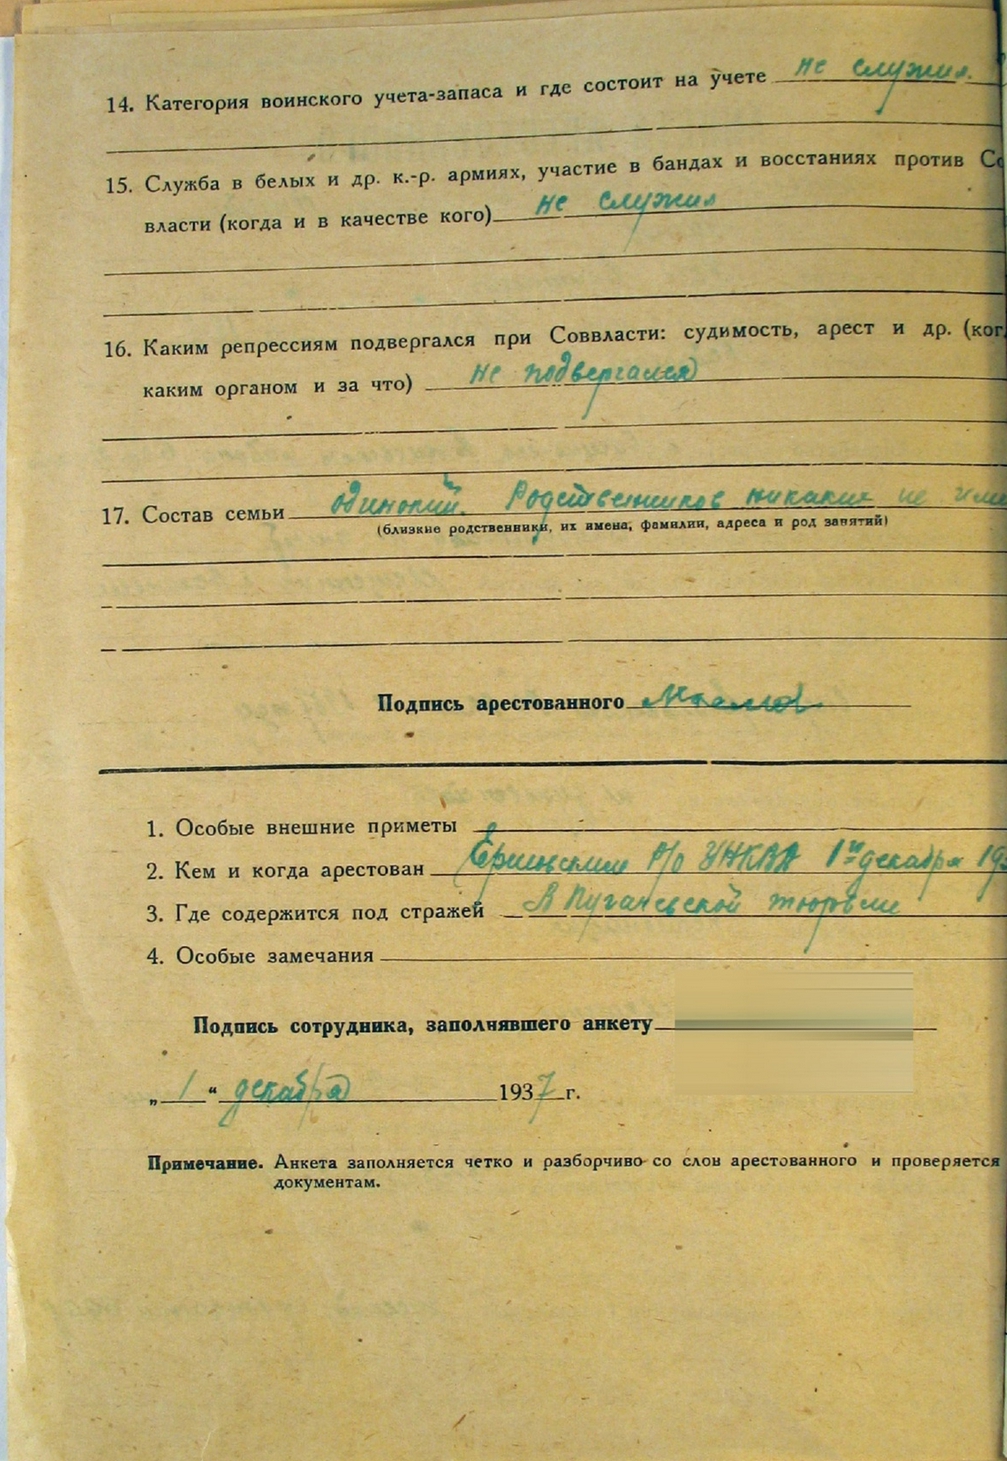 14. Категория воинского учета-запаса и где состоит на учете не служил.
15. Служба в белых и др. к.-р. армиях, участие в бандах и восстаниях против Со
власти (когда и в качестве кого) не служил
16. Каким репрессиям подвергался при Соввласти: судимость, арест и др. (ког
каким органом и за что) не подвергался
17. Состав семьи одинокий. Родственников никаких не име
(близкие родственники, их имена, фамилии, адреса и род занятий)
Подпись арестованного
1. Особые внешние приметы
2. Кем и когда арестован Р/О УНКВД 1го декабря 193
3. Где содержится под стражей В Пугачевской тюрьме
4. Особые замечания
Подпись сотрудника, заполнявшего анкету
„ 1 “ декабря 1937 г.
Примечание. Анкета заполняется четко и разборчиво со слов арестованного и проверяется
документам.